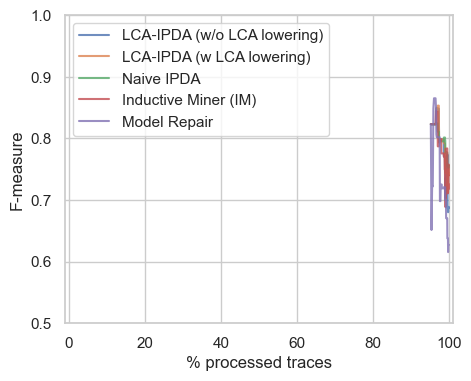 1.0
0.9
0.8
0.7
0.6
0.5
F-measure
LCA-IPDA (w/o LCA lowering)
LCA-IPDA (w LCA lowering)
Naive IPDA
Inductive Miner (IM)
Model Repair
0 20 40 60 80 100
% processed traces